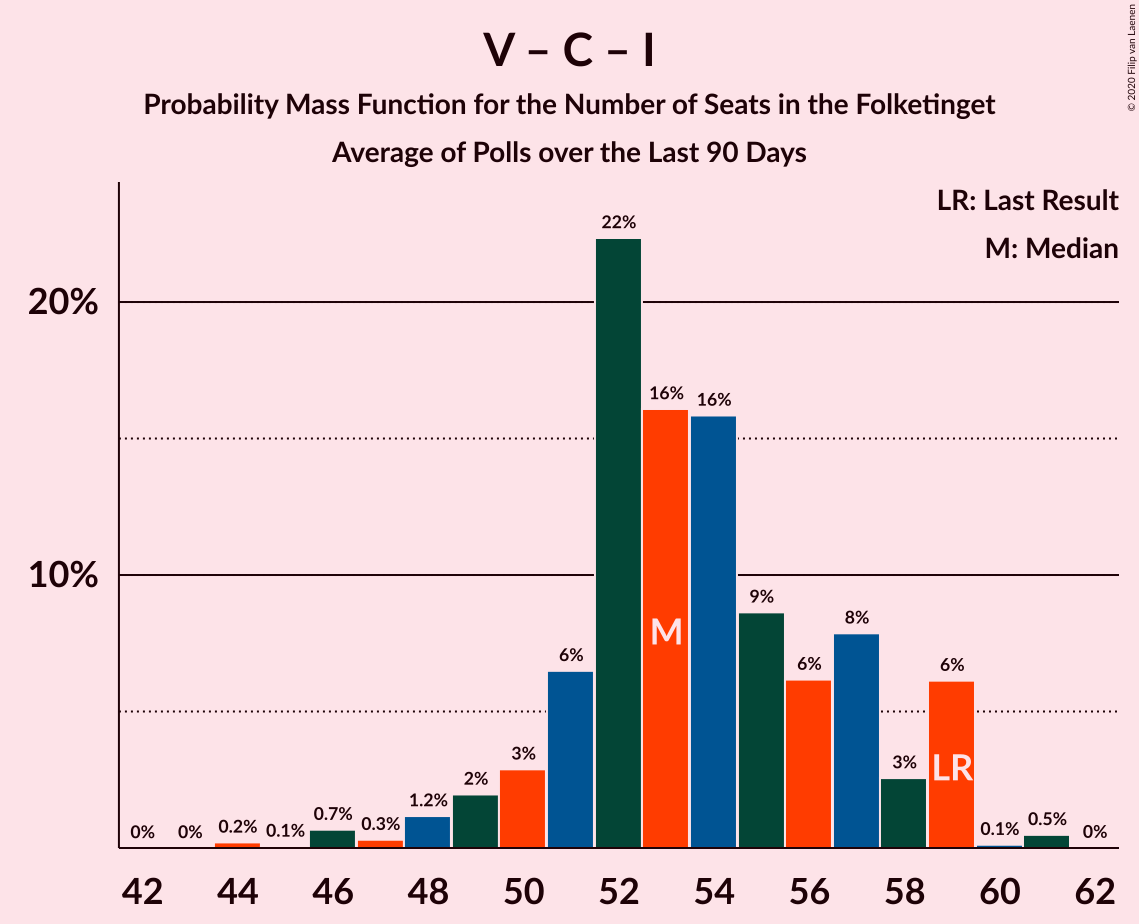 V – C – I
Probability Mass Function for the Number of Seats in the Folketinget
Average of Polls over the Last 90 Days
© 2020 Filip van Laenen
LR: Last Result
M: Median
20%
10%
0%
0%
0.2%
0.1%
0.7%
0.3%
1.2%
2%
3%
6%
22%
16%
16%
9%
6%
8%
3%
6%
0.1%
0.5%
0%
M
LR
42 44 46 48 50 52 54 56 58 60 62